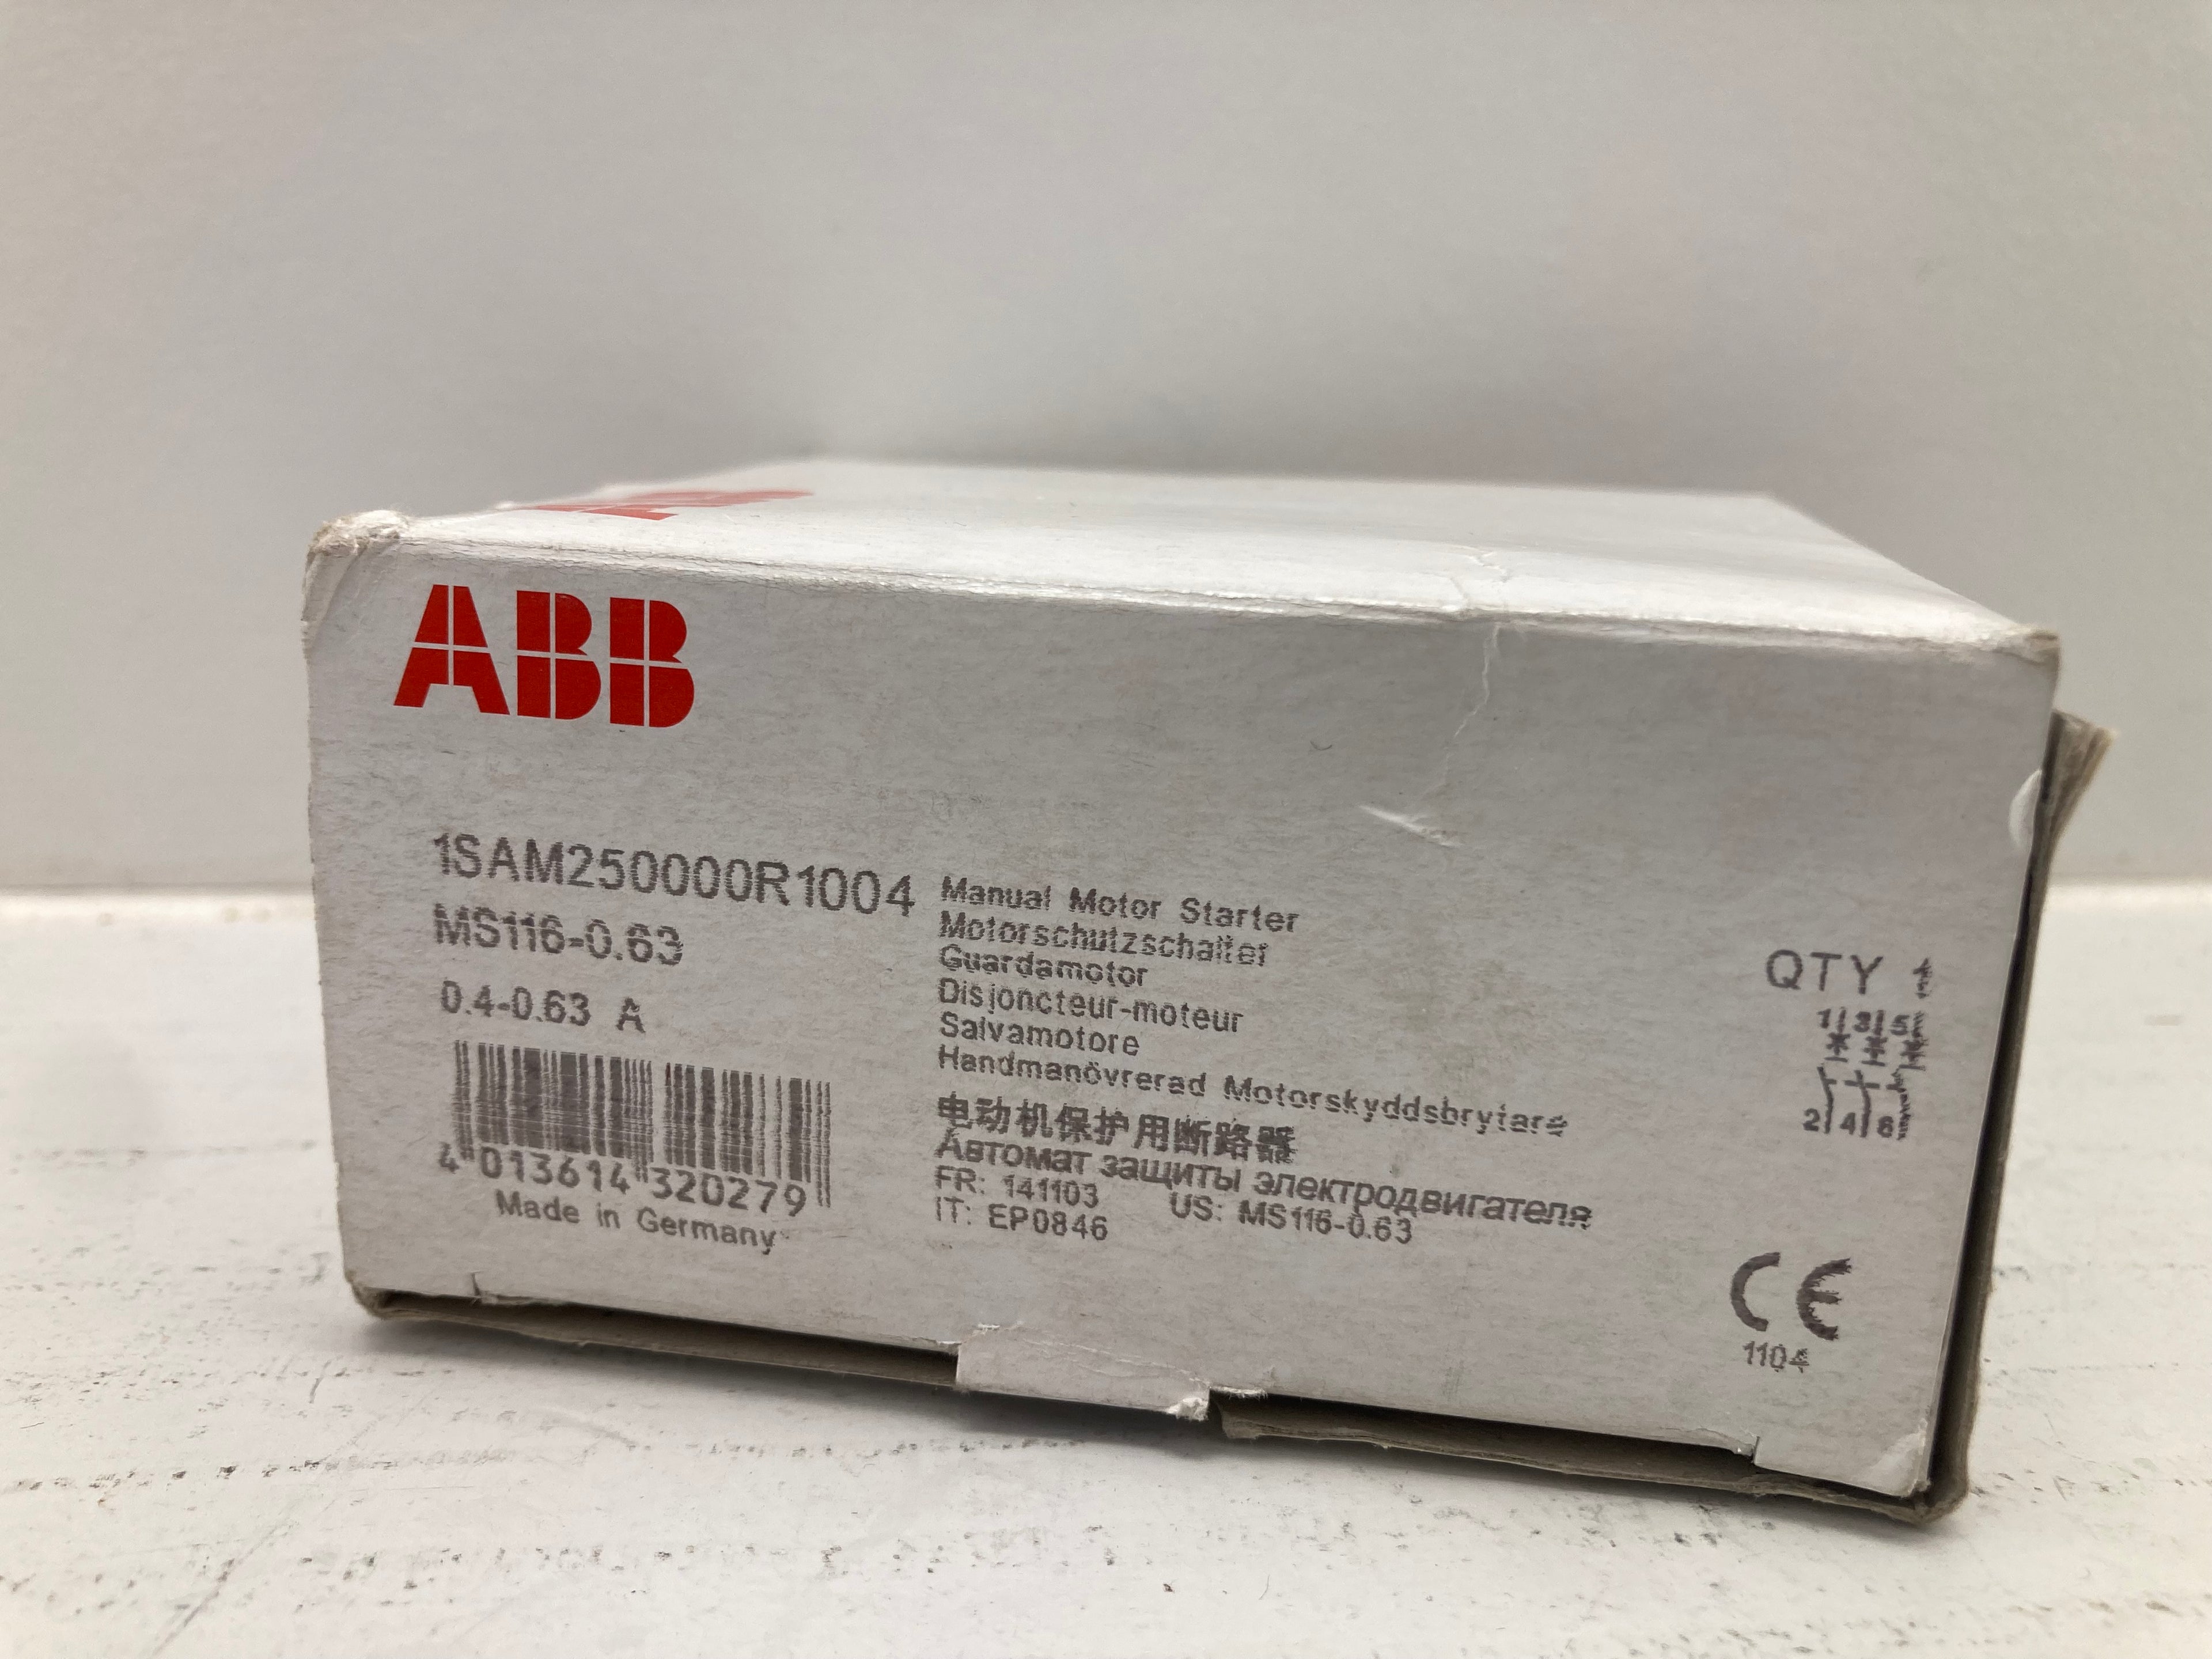 ABB
1SAM250000R1004
MS116-0.63
0.4-0.63 A
4 013614 320279
Made in Germany
Manual Motor Starter
Motorschutzschalter
Guardamotor
Disjoncteur-moteur
Salvamotore
Handmanövrerad Motorskyddsbrytare
电动机保护用断路器
Автомат защиты электродвигателя
FR: 141103 US: MS116-0.63
IT: EP0846
QTY 1
1 3 5
2 4 6
CE
1104